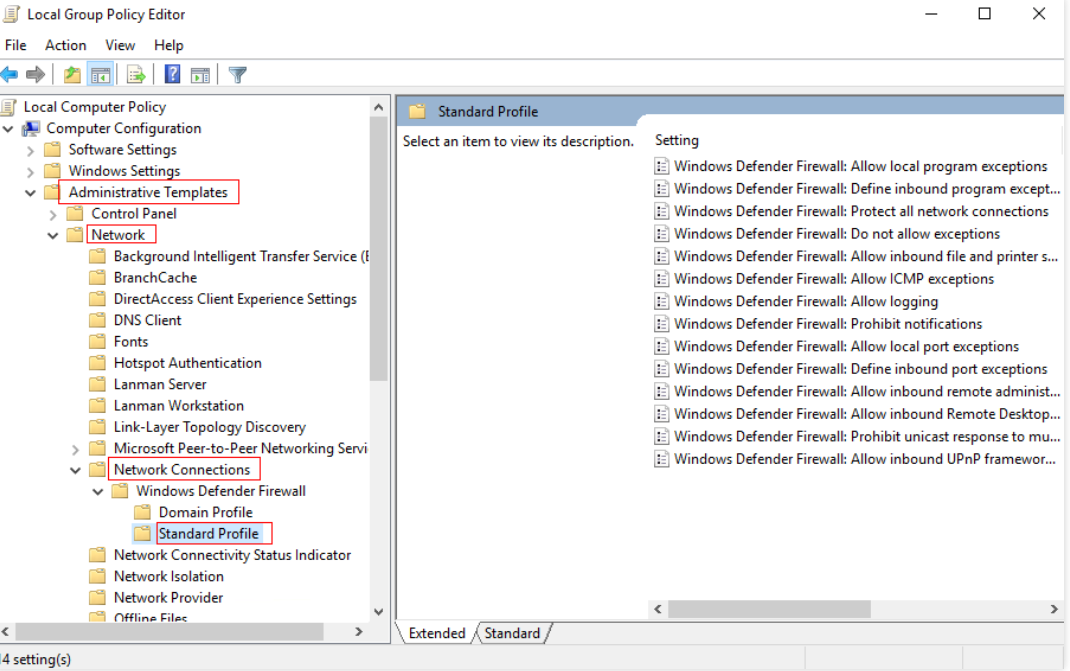 Local Group Policy Editor
File Action View Help
Local Computer Policy
Computer Configuration
Software Settings
Windows Settings
Administrative Templates
Control Panel
Network
Background Intelligent Transfer Service (
BranchCache
DirectAccess Client Experience Settings
DNS Client
Fonts
Hotspot Authentication
Lanman Server
Lanman Workstation
Link-Layer Topology Discovery
Microsoft Peer-to-Peer Networking Servi
Network Connections
Windows Defender Firewall
Domain Profile
Standard Profile
Network Connectivity Status Indicator
Network Isolation
Network Provider
Offline Files
Standard Profile
Select an item to view its description.
Setting
Windows Defender Firewall: Allow local program exceptions
Windows Defender Firewall: Define inbound program except...
Windows Defender Firewall: Protect all network connections
Windows Defender Firewall: Do not allow exceptions
Windows Defender Firewall: Allow inbound file and printer s...
Windows Defender Firewall: Allow ICMP exceptions
Windows Defender Firewall: Allow logging
Windows Defender Firewall: Prohibit notifications
Windows Defender Firewall: Allow local port exceptions
Windows Defender Firewall: Define inbound port exceptions
Windows Defender Firewall: Allow inbound remote administ...
Windows Defender Firewall: Allow inbound Remote Desktop...
Windows Defender Firewall: Prohibit unicast response to mu...
Windows Defender Firewall: Allow inbound UPnP framewor...
Extended Standard
14 setting(s)